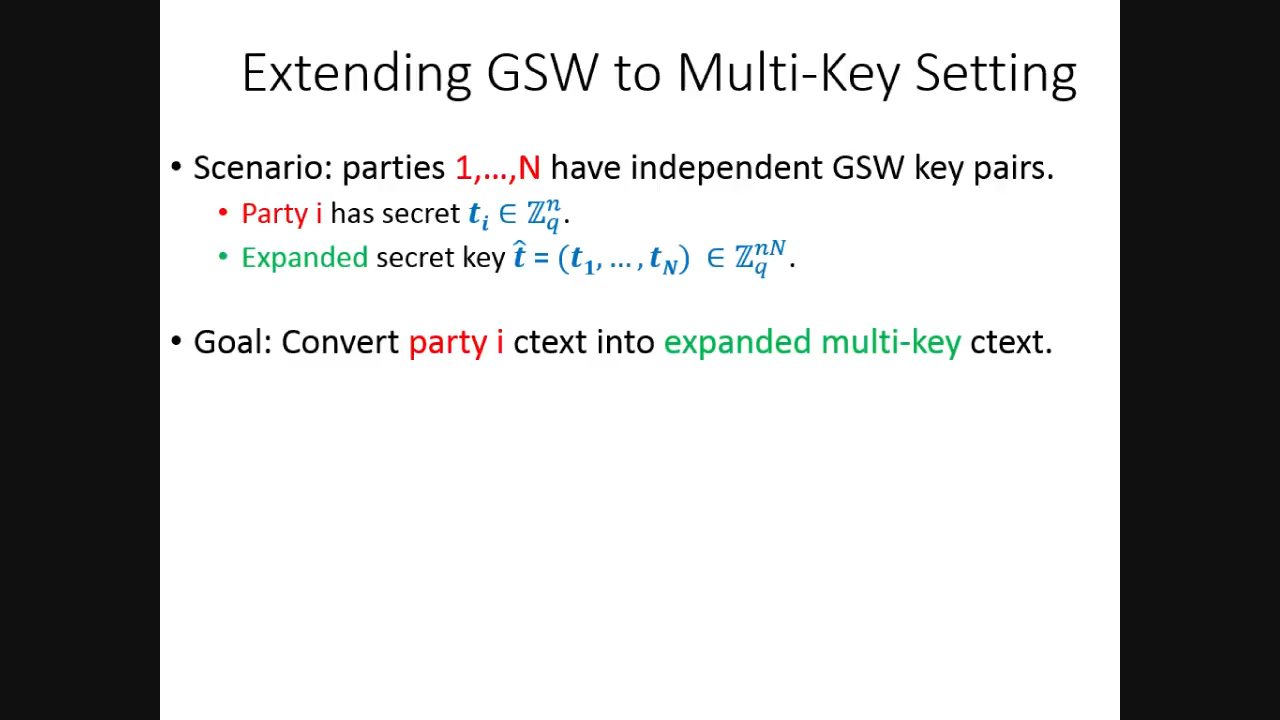 Extending GSW to Multi-Key Setting
• Scenario: parties 1,...,N have independent GSW key pairs.
• Party i has secret t_i ∈ ℤ_q^n.
• Expanded secret key t̂ = (t_1, … , t_N) ∈ ℤ_q^{nN}.
• Goal: Convert party i ctext into expanded multi-key ctext.